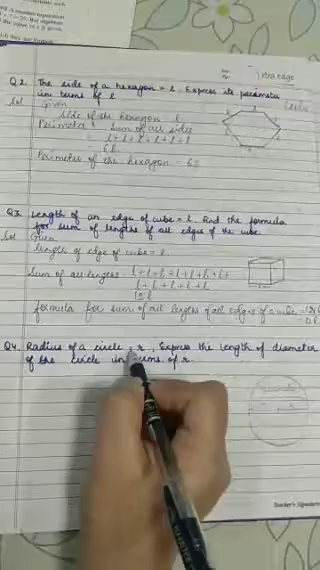 Q2. The side of a hexagon = l. Express its perimeter
in terms of l
Sol Given
Side of the hexagon l
Perimeter = Sum of all sides
= l + l + l + l + l
6l
Perimeter of the hexagon = 6l
Q3. Length of an edge of cube = l. Find the formula
for sum of lengths of all edges of the cube
Sol Given
length of edge of cube = l
Sum of all lengths = l + l + l + l + l + l +
l + l + l + l + l
12 l
formula for sum of all lengths of all edges of a cube = 12l
Q4. Radius of a circle = r, Express the length of diameter
of the circle in terms of r.
Teacher's Signature